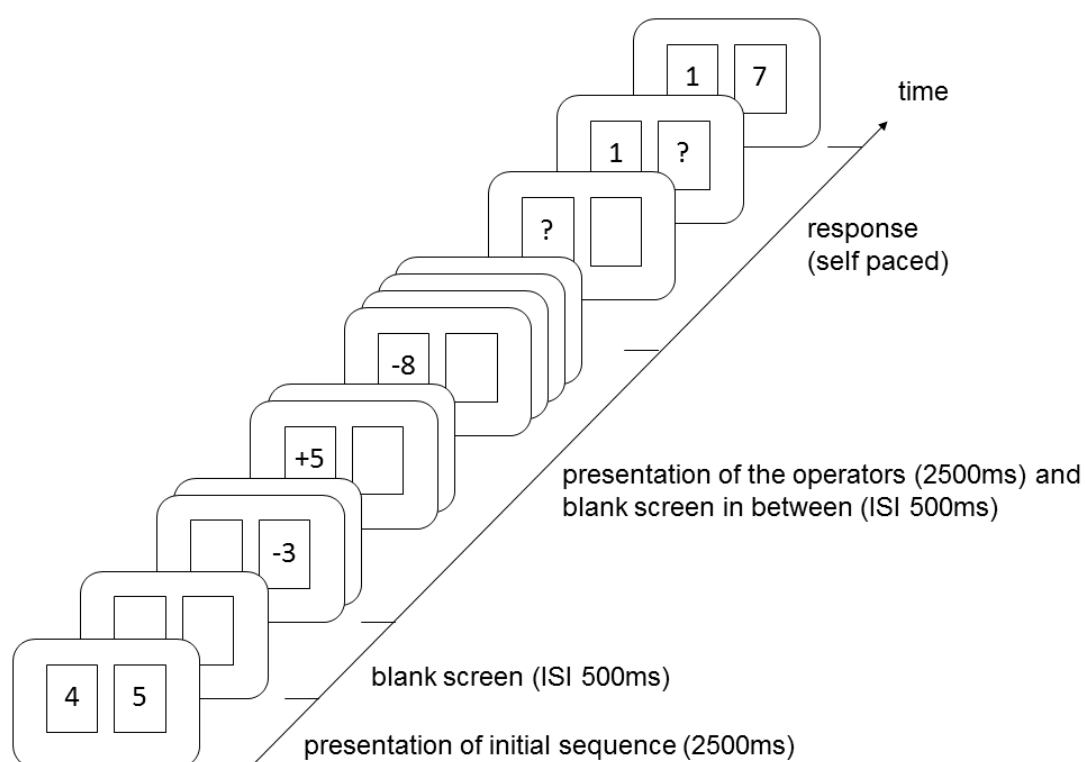 1 7
time
1 ?
response
(self paced)
?
-8
+5
presentation of the operators (2500ms) and
blank screen in between (ISI 500ms)
-3
blank screen (ISI 500ms)
4 5
presentation of initial sequence (2500ms)